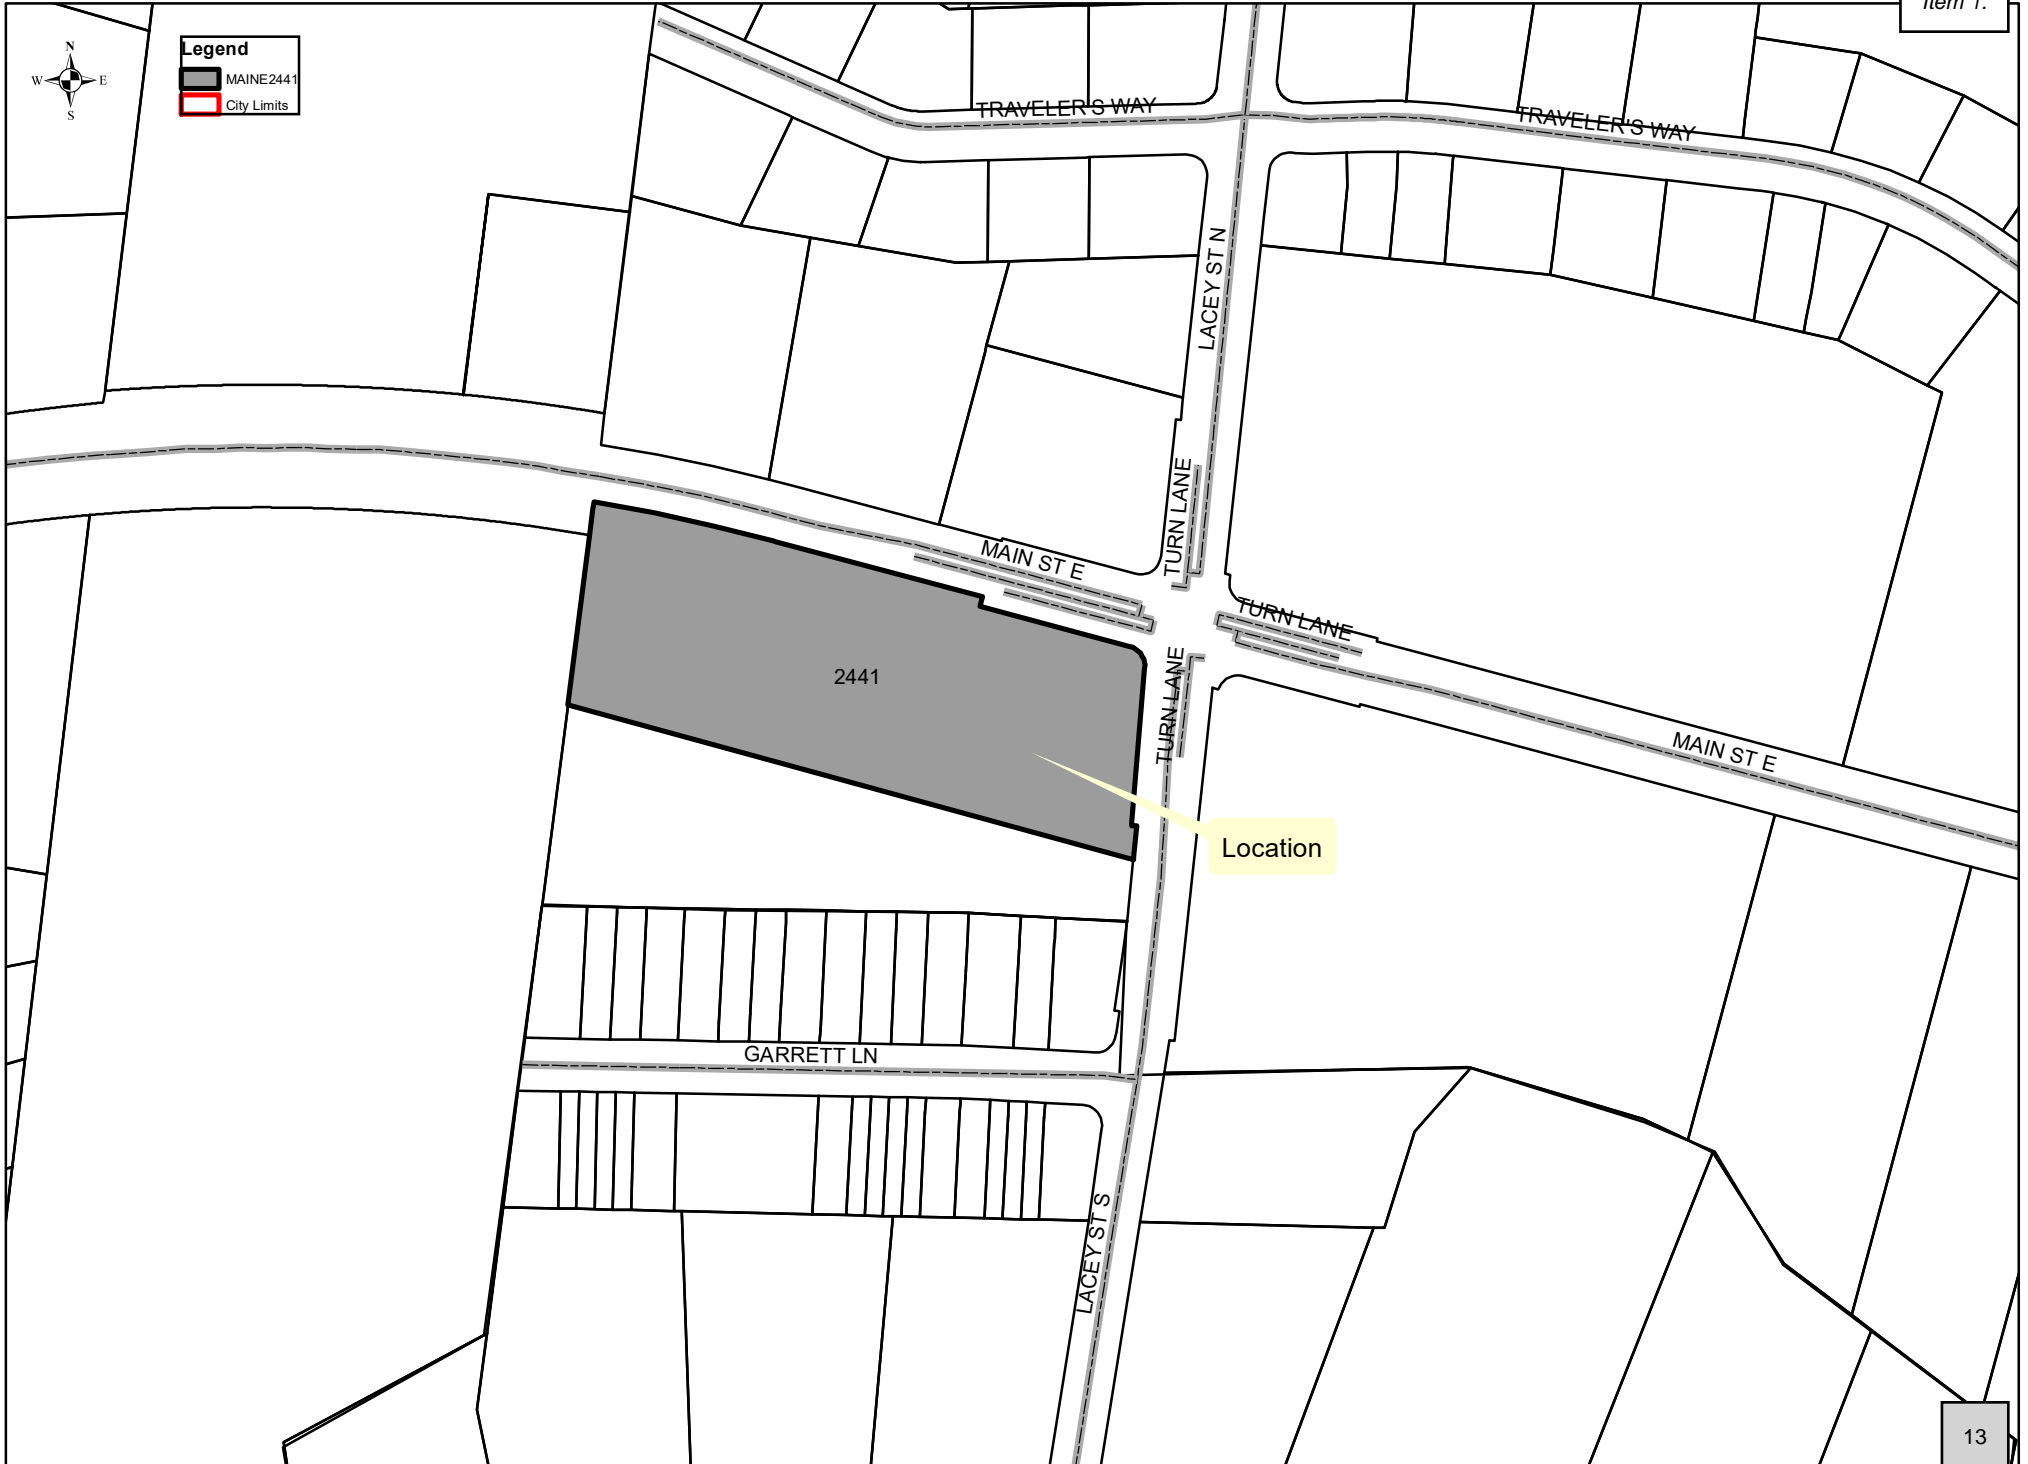 Item 1.
N
W E
S
Legend
MAINE2441
City Limits
TRAVELER'S WAY
TRAVELER'S WAY
LACEY ST N
TURN LANE
MAIN ST E
TURN LANE
TURN LANE
2441
MAIN ST E
Location
GARRETT LN
LACEY ST S
13